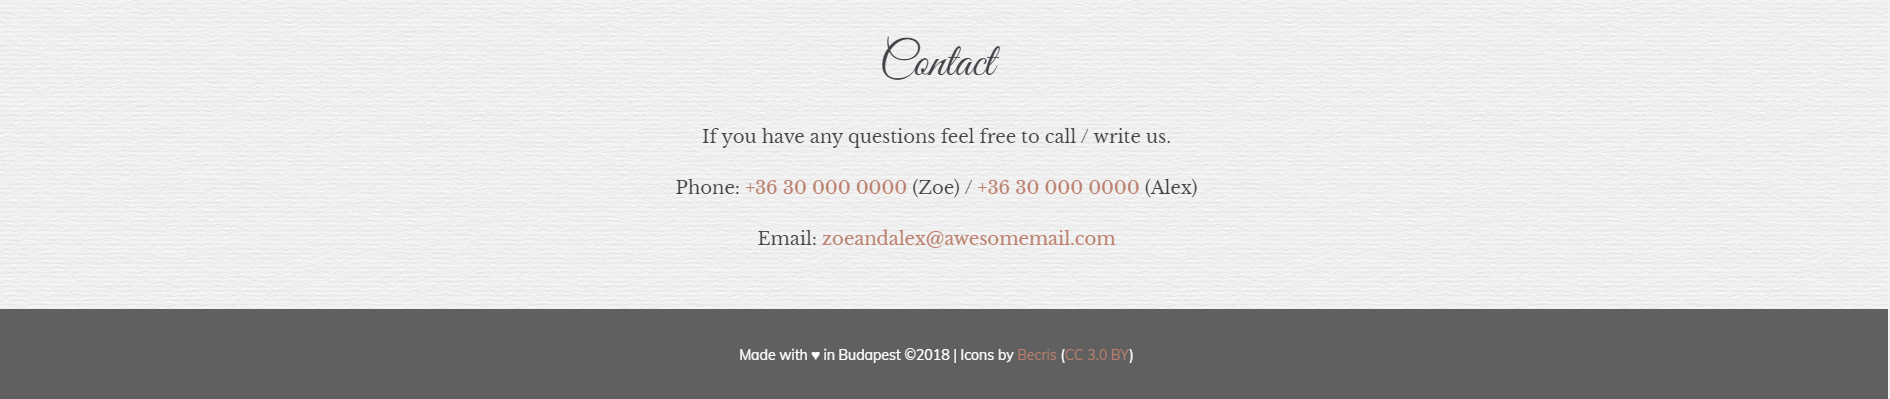 Contact
If you have any questions feel free to call / write us.
Phone: +36 30 000 0000 (Zoe) / +36 30 000 0000 (Alex)
Email: zoeandalex@awesomemail.com
Made with ♥ in Budapest ©2018 | Icons by Becris (CC 3.0 BY)